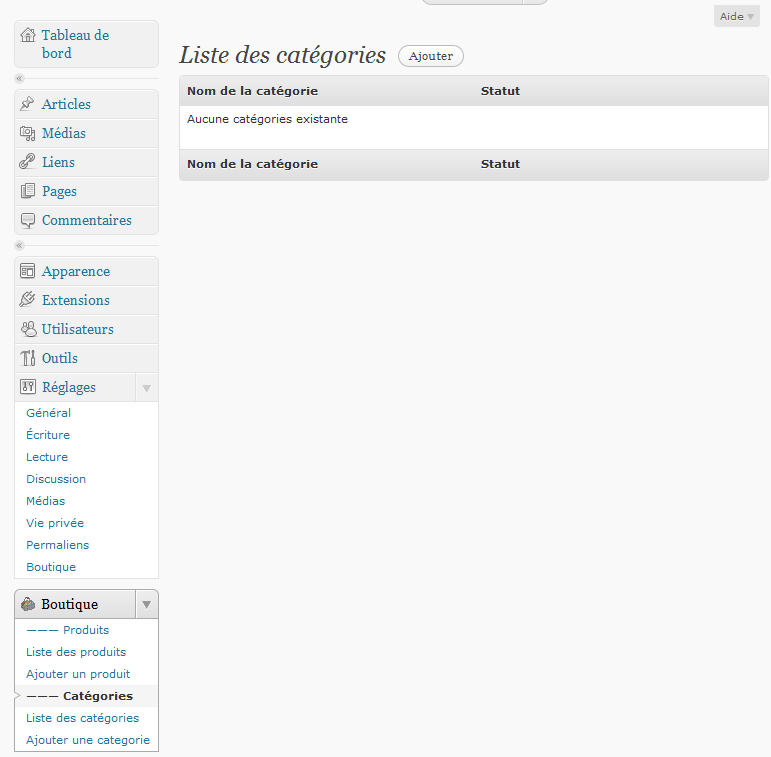 Aide
Tableau de
bord
Articles
Médias
Liens
Pages
Commentaires
Apparence
Extensions
Utilisateurs
Outils
Réglages
Général
Écriture
Lecture
Discussion
Médias
Vie privée
Permaliens
Boutique
Boutique
——— Produits
Liste des produits
Ajouter un produit
——— Catégories
Liste des catégories
Ajouter une categorie
Liste des catégories Ajouter
Nom de la catégorie Statut
Aucune catégories existante
Nom de la catégorie Statut